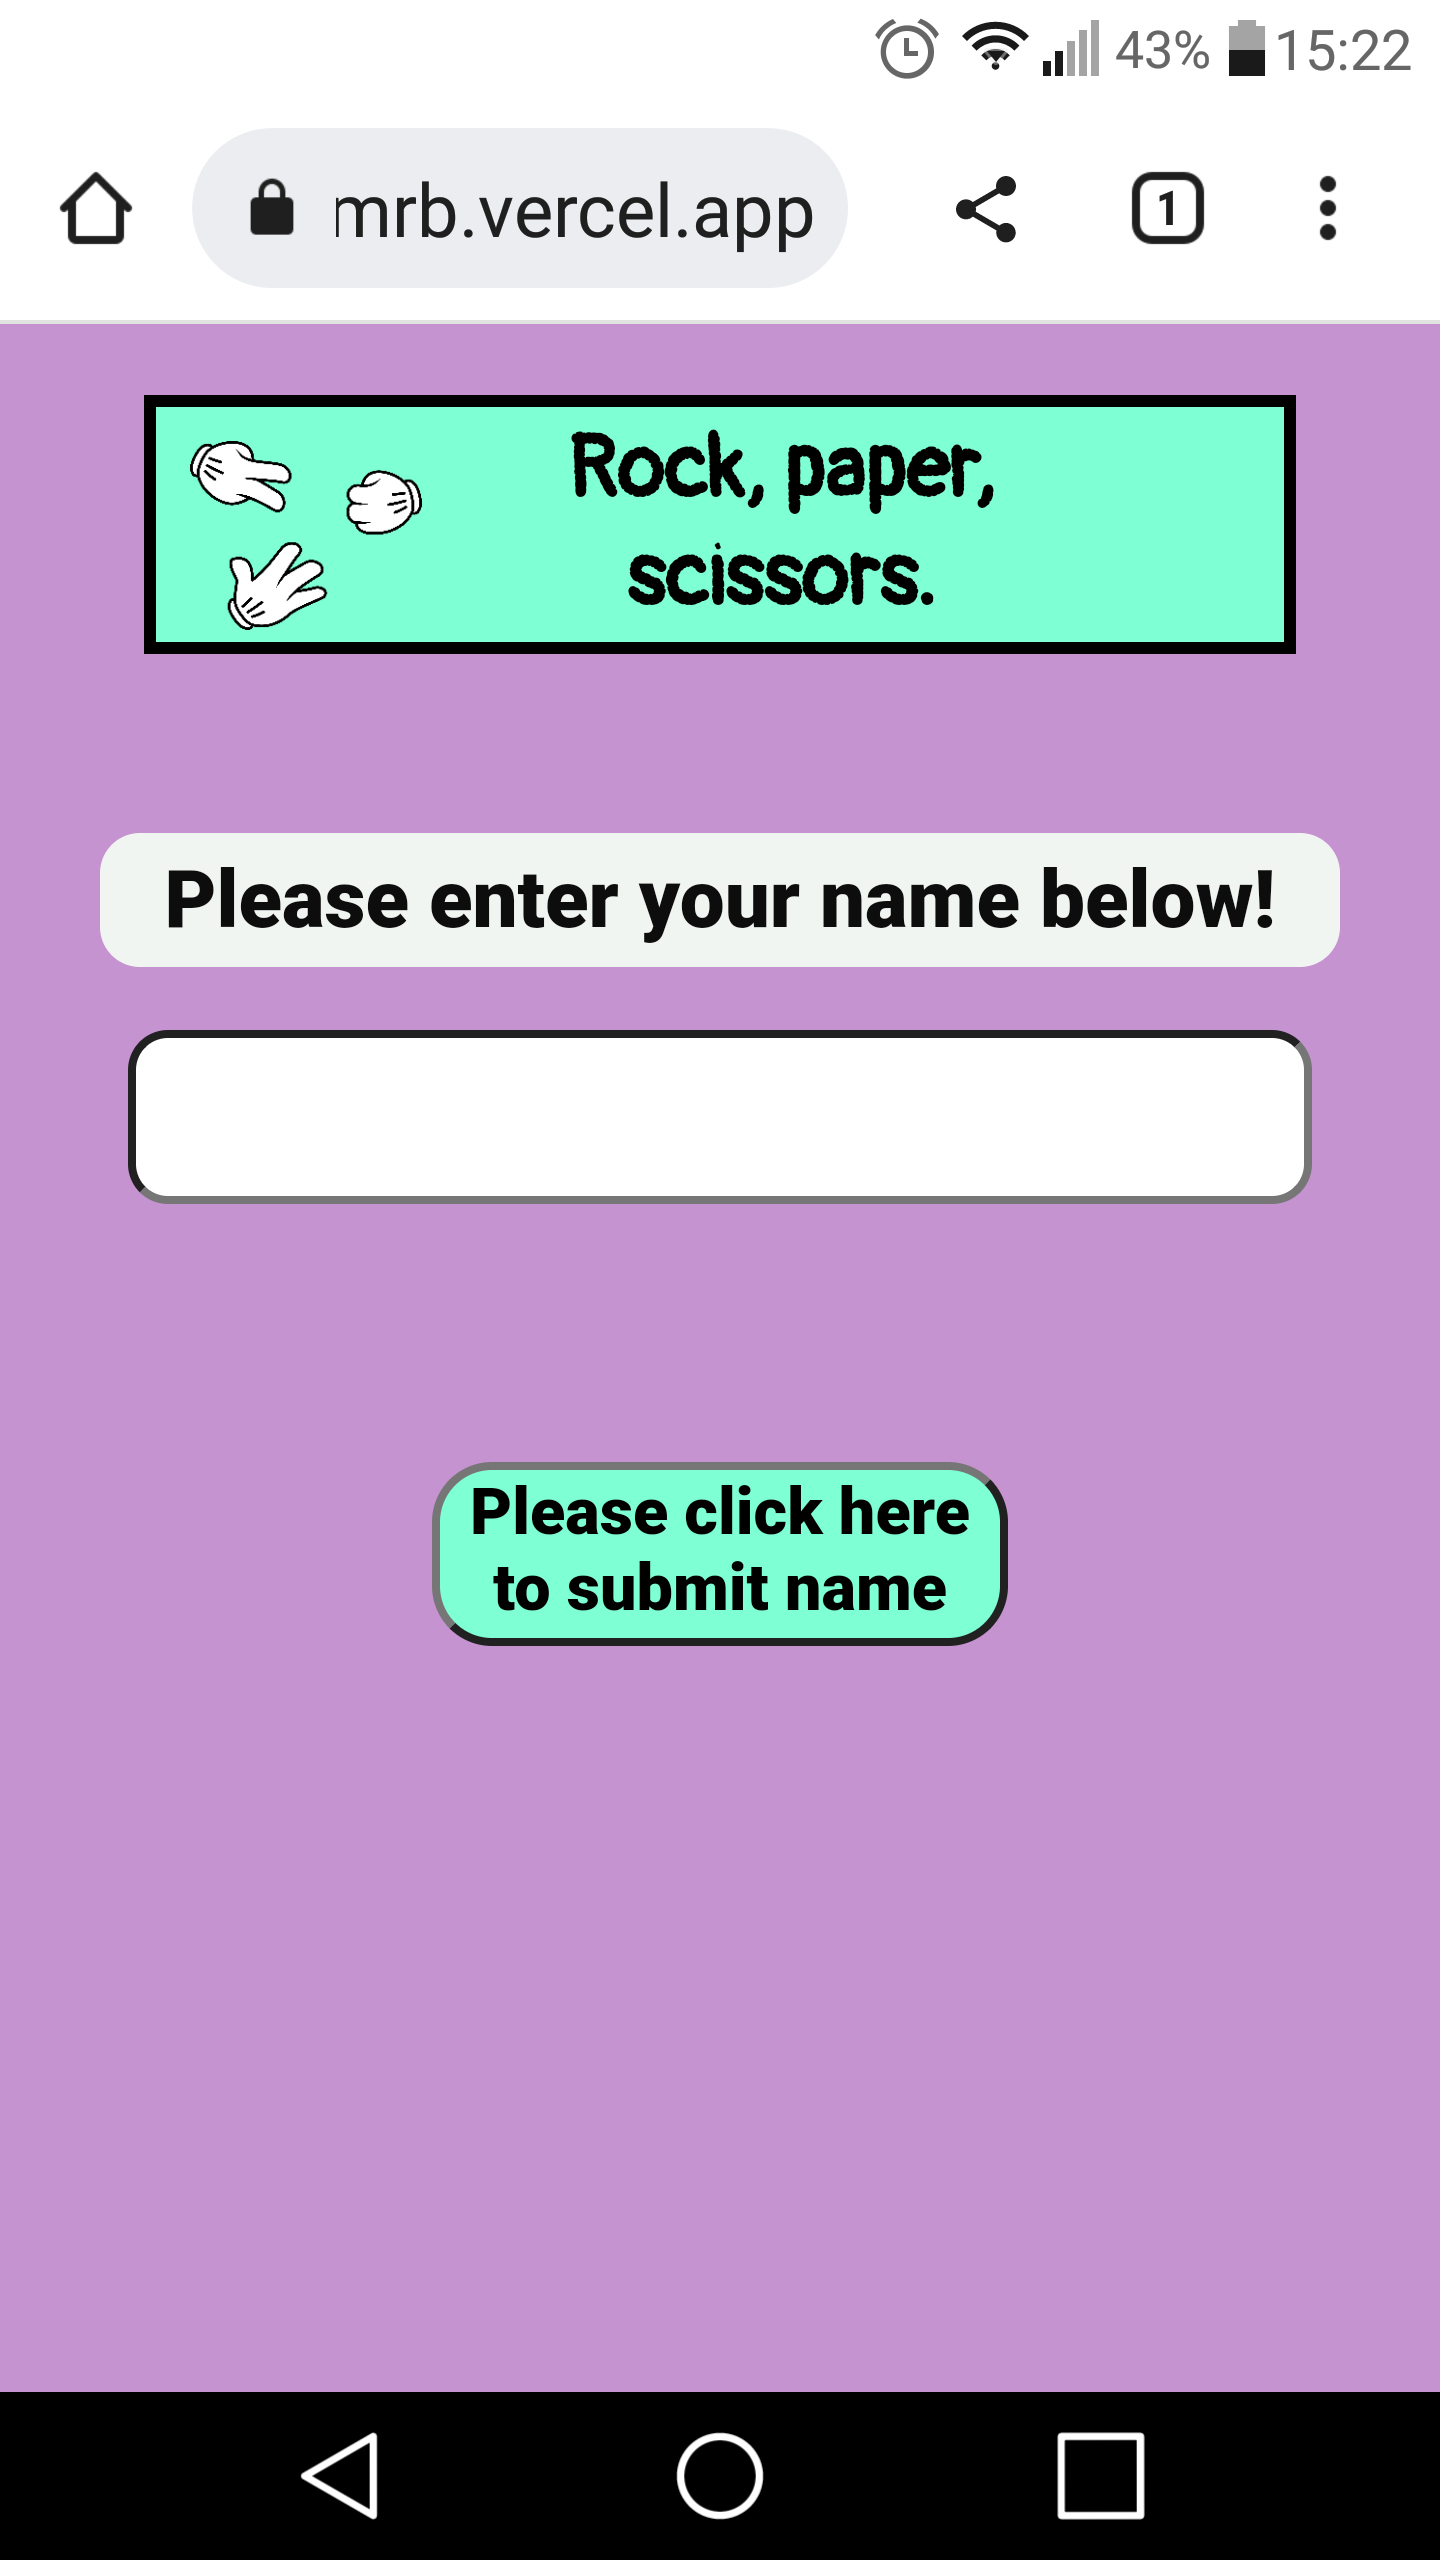 43% 15:22
mrb.vercel.app
1
Rock, paper,
scissors.
Please enter your name below!
Please click here
to submit name